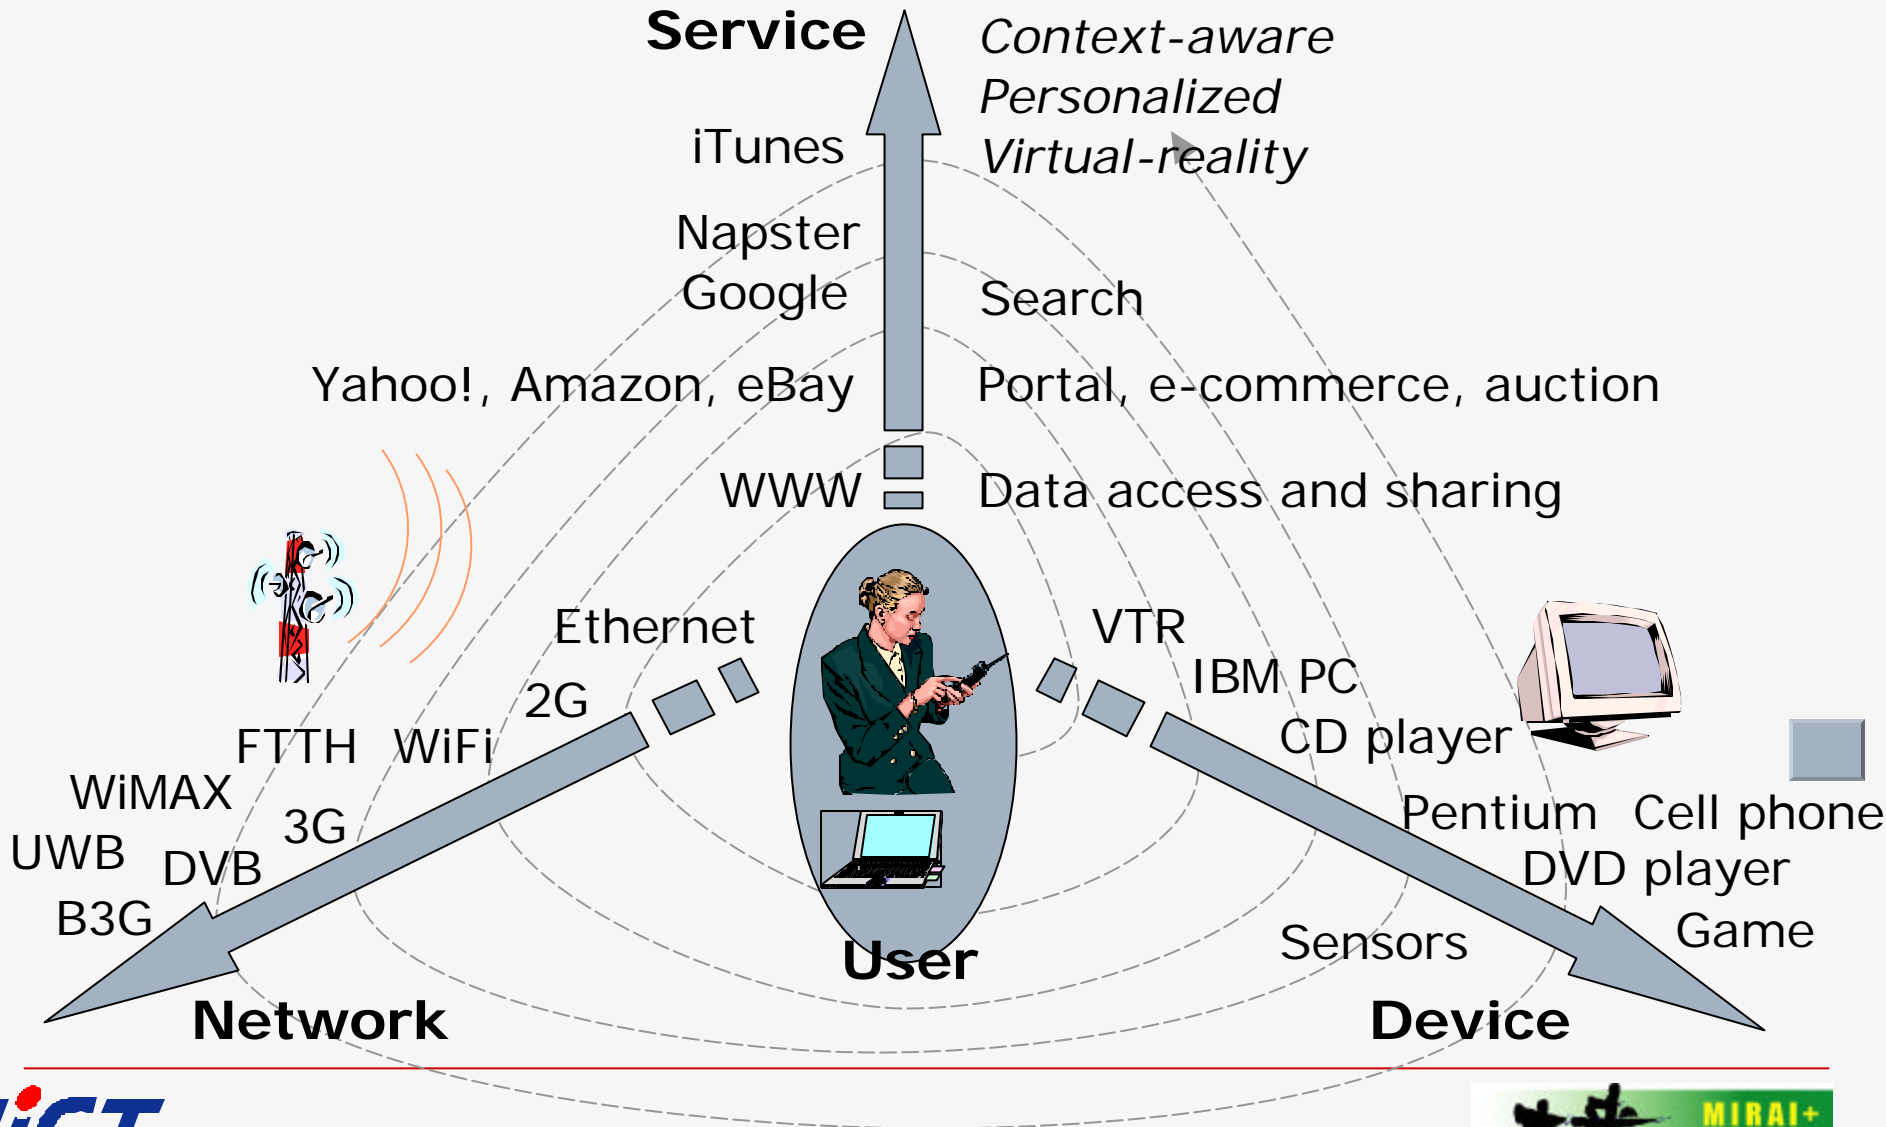 Service
Context-aware
Personalized
Virtual-reality
iTunes
Napster
Google
Search
Yahoo!, Amazon, eBay
Portal, e-commerce, auction
WWW
Data access and sharing
Ethernet
VTR
2G
IBM PC
FTTH WiFi
CD player
WiMAX
3G
Pentium Cell phone
UWB
DVB
DVD player
B3G
Game
User
Sensors
Network
Device
NiCT
MIRAI+